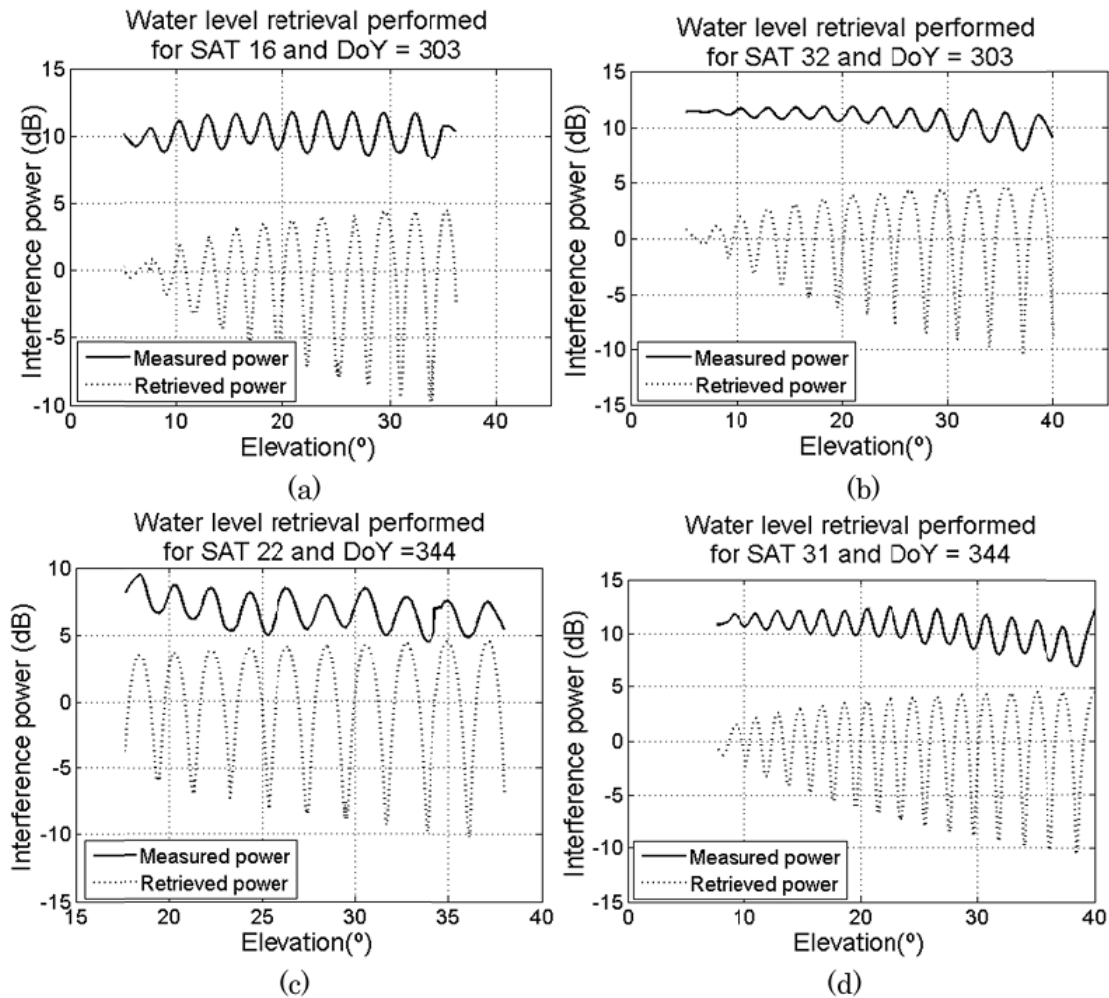 Water level retrieval performed
for SAT 16 and DoY = 303
15
10
5
0
-5
-10
Interference power (dB)
Measured power
Retrieved power
0
10
20
30
40
Elevation(º)
(a)
Water level retrieval performed
for SAT 32 and DoY = 303
15
10
5
0
-5
-10
-15
Interference power (dB)
Measured power
Retrieved power
0
10
20
30
40
Elevation(º)
(b)
Water level retrieval performed
for SAT 22 and DoY =344
10
5
0
-5
-10
-15
Interference power (dB)
Measured power
Retrieved power
15
20
25
30
35
40
Elevation(º)
(c)
Water level retrieval performed
for SAT 31 and DoY = 344
15
10
5
0
-5
-10
-15
Interference power (dB)
Measured power
Retrieved power
0
10
20
30
40
Elevation(º)
(d)